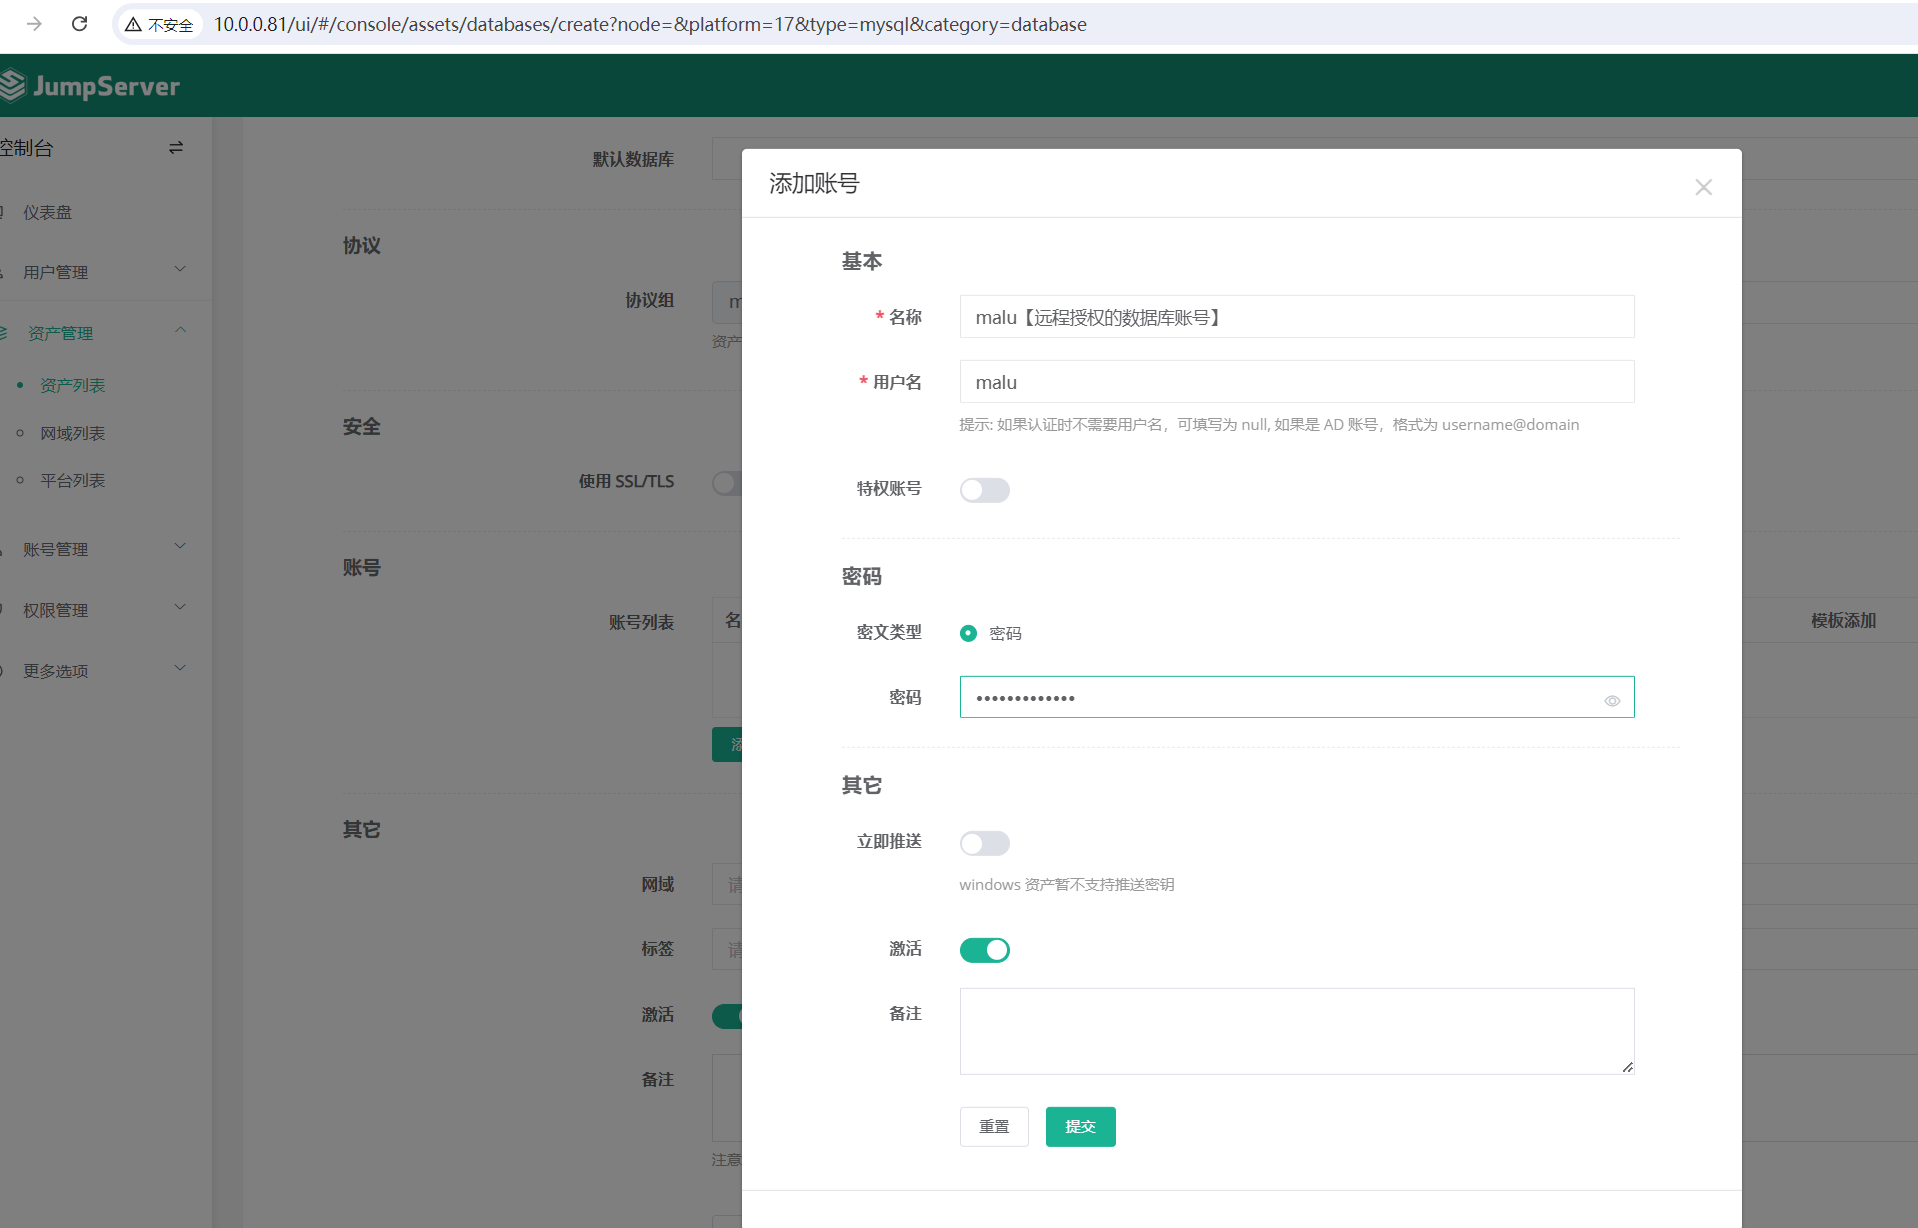 不安全 10.0.0.81/ui/#/console/assets/databases/create?node=&platform=17&type=mysql&category=database
JumpServer
控制台
仪表盘
用户管理
资产管理
资产列表
网域列表
平台列表
账号管理
权限管理
更多选项
默认数据库
协议
协议组
m
资产
安全
使用 SSL/TLS
账号
账号列表
名
模板添加
添
其它
网域
请
标签
请
激活
备注
注意
添加账号
基本
* 名称
malu【远程授权的数据库账号】
* 用户名
malu
提示: 如果认证时不需要用户名，可填写为 null, 如果是 AD 账号，格式为 username@domain
特权账号
密码
密文类型
密码
密码
•••••••••••••
其它
立即推送
windows 资产暂不支持推送密钥
激活
备注
重置
提交